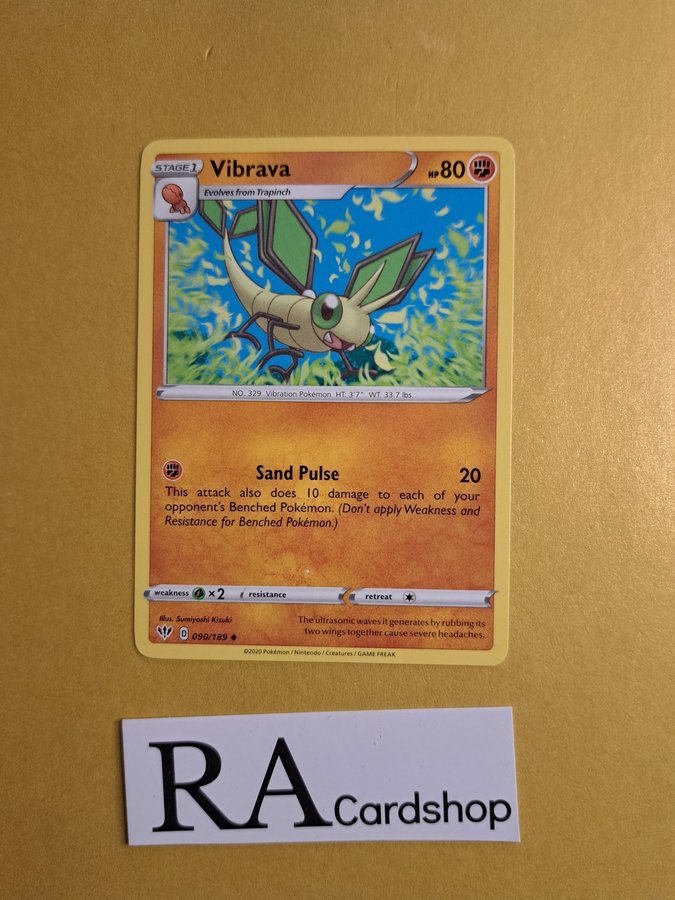 STAGE 1 Vibrava HP 80
Evolves from Trapinch
NO. 329 Vibration Pokémon HT: 3'7" WT: 33.7 lbs.
Sand Pulse 20
This attack also does 10 damage to each of your
opponent's Benched Pokémon. (Don't apply Weakness and
Resistance for Benched Pokémon.)
weakness ×2 resistance retreat
Illus. Sumiyoshi Kizuki
D 090/189
The ultrasonic waves it generates by rubbing its
two wings together cause severe headaches.
©2020 Pokémon / Nintendo / Creatures / GAME FREAK
RA Cardshop